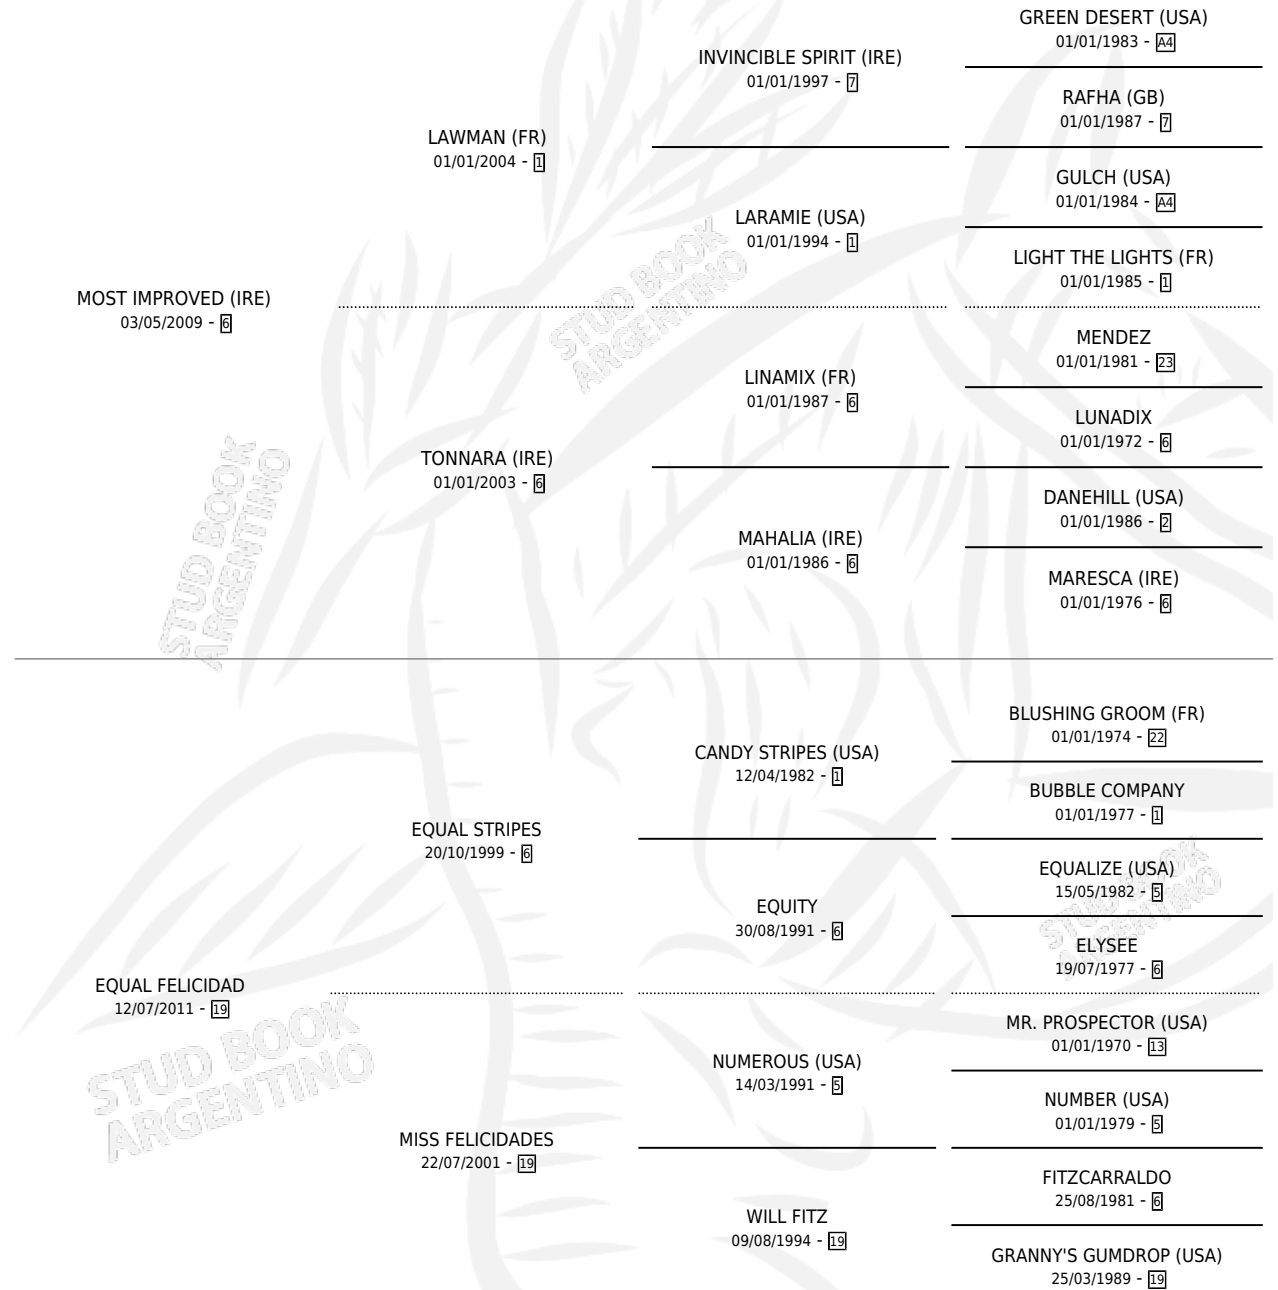 GREEN DESERT (USA)
01/01/1983 - A4
INVINCIBLE SPIRIT (IRE)
01/01/1997 - 7
RAFHA (GB)
01/01/1987 - 7
LAWMAN (FR)
01/01/2004 - 1
GULCH (USA)
01/01/1984 - A4
LARAMIE (USA)
01/01/1994 - 1
LIGHT THE LIGHTS (FR)
01/01/1985 - 1
MOST IMPROVED (IRE)
03/05/2009 - 6
MENDEZ
01/01/1981 - 23
LINAMIX (FR)
01/01/1987 - 6
LUNADIX
01/01/1972 - 6
TONNARA (IRE)
01/01/2003 - 6
DANEHILL (USA)
01/01/1986 - 2
MAHALIA (IRE)
01/01/1986 - 6
MARESCA (IRE)
01/01/1976 - 6
BLUSHING GROOM (FR)
01/01/1974 - 22
CANDY STRIPES (USA)
12/04/1982 - 1
BUBBLE COMPANY
01/01/1977 - 1
EQUAL STRIPES
20/10/1999 - 6
EQUALIZE (USA)
15/05/1982 - 5
EQUITY
30/08/1991 - 6
ELYSEE
19/07/1977 - 6
EQUAL FELICIDAD
12/07/2011 - 19
MR. PROSPECTOR (USA)
01/01/1970 - 13
NUMEROUS (USA)
14/03/1991 - 5
NUMBER (USA)
01/01/1979 - 5
MISS FELICIDADES
22/07/2001 - 19
FITZCARRALDO
25/08/1981 - 6
WILL FITZ
09/08/1994 - 19
GRANNY'S GUMDROP (USA)
25/03/1989 - 19
STUD BOOK
ARGENTINO
STUD BOOK
ARGENTINO
STUD BOOK
ARGENTINO
STUD BOOK
ARGENTINO